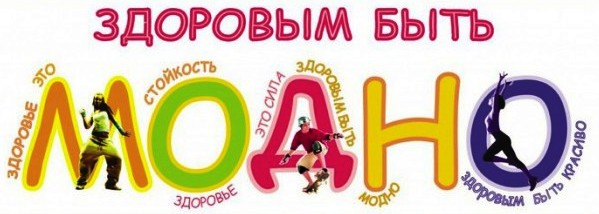 ЗДОРОВЫМ БЫТЬ
МОДНО
ЗДОРОВЬЕ ЭТО
СТОЙКОСТЬ
ЗДОРОВЬЕ
ЭТО СИЛА
ЗДОРОВЫМ БЫТЬ
МОДНО
ЗДОРОВЫМ БЫТЬ КРАСИВО